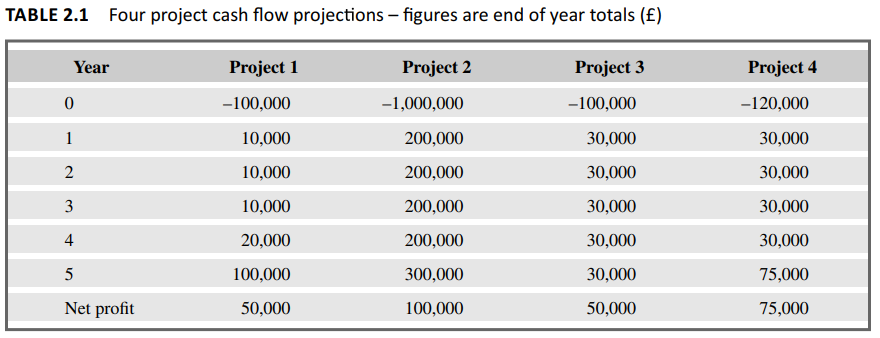 TABLE 2.1 Four project cash flow projections – figures are end of year totals (£)
Year Project 1 Project 2 Project 3 Project 4
0 –100,000 –1,000,000 –100,000 –120,000
1 10,000 200,000 30,000 30,000
2 10,000 200,000 30,000 30,000
3 10,000 200,000 30,000 30,000
4 20,000 200,000 30,000 30,000
5 100,000 300,000 30,000 75,000
Net profit 50,000 100,000 50,000 75,000